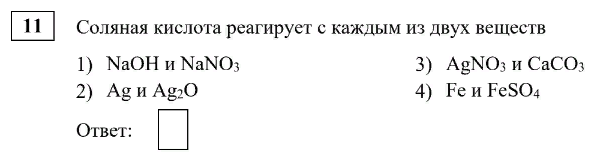 11 Соляная кислота реагирует с каждым из двух веществ
1) NaOH и NaNO₃ 3) AgNO₃ и CaCO₃
2) Ag и Ag₂O 4) Fe и FeSO₄
Ответ: